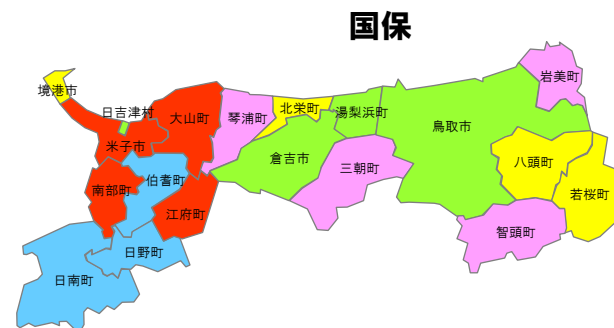 国保
岩美町
境港市
日吉津村
大山町
琴浦町
北栄町
湯梨浜町
鳥取市
米子市
八頭町
伯耆町
倉吉市
三朝町
南部町
若桜町
江府町
智頭町
日野町
日南町